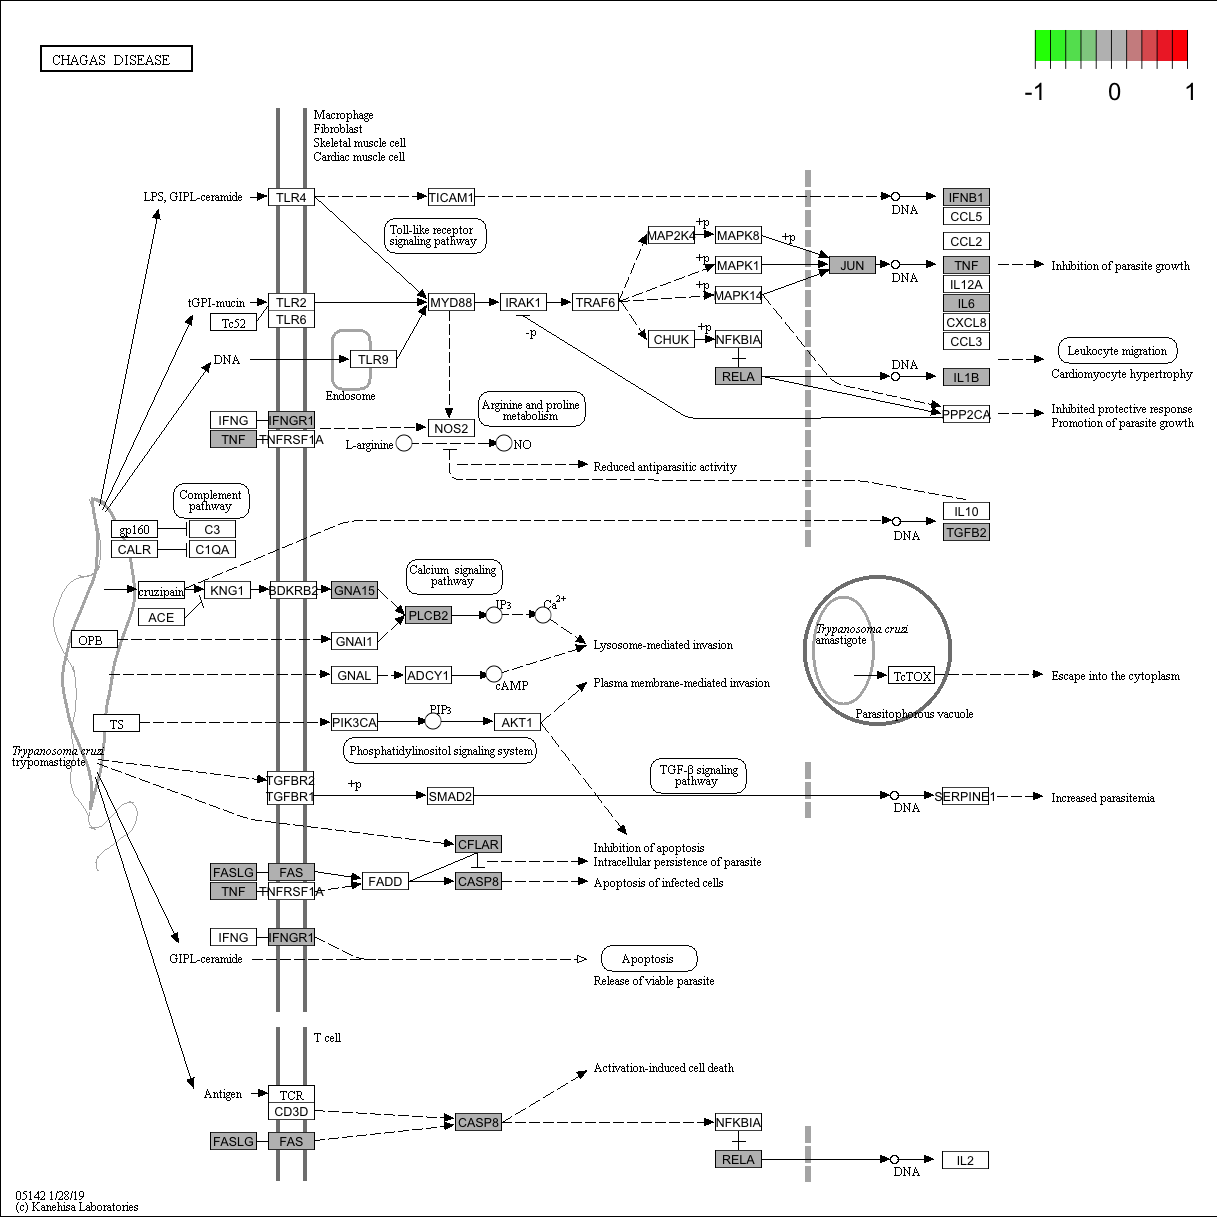 CHAGAS DISEASE
-1 0 1
Macrophage
Fibroblast
Skeletal muscle cell
Cardiac muscle cell
LPS, GIPL-ceramide
TLR4
TICAM1
DNA
IFNB1
CCL5
Toll-like receptor
signaling pathway
MAP2K4
+p
MAPK8
+p
CCL2
+p
MAPK1
JUN
DNA
TNF
Inhibition of parasite growth
IL12A
tGPI-mucin
TLR2
MYD88
IRAK1
TRAF6
+p
MAPK14
IL6
Tc52
TLR6
-p
CXCL8
CHUK
+p
NFKBIA
CCL3
DNA
TLR9
Endosome
Leukocyte migration
Cardiomyocyte hypertrophy
RELA
DNA
IL1B
Arginine and proline
metabolism
PPP2CA
Inhibited protective response
Promotion of parasite growth
IFNG
IFNGR1
NOS2
TNF
TNFRSF1A
L-arginine
NO
Reduced antiparasitic activity
Complement
pathway
gp160
C3
CALR
C1QA
IL10
DNA
TGFB2
Calcium signaling
pathway
cruzipain
KNG1
BDKRB2
GNA15
ACE
PLCB2
IP3
Ca2+
OPB
GNAI1
Lysosome-mediated invasion
Trypanosoma cruzi
amastigote
GNAL
ADCY1
cAMP
TcTOX
Escape into the cytoplasm
Plasma membrane-mediated invasion
Parasitophorous vacuole
TS
PIK3CA
PIP3
AKT1
Phosphatidylinositol signaling system
Trypanosoma cruzi
trypomastigote
TGF-β signaling
pathway
TGFBR2
TGFBR1
+p
SMAD2
DNA
SERPINE1
Increased parasitemia
CFLAR
Inhibition of apoptosis
Intracellular persistence of parasite
FASLG
FAS
FADD
CASP8
Apoptosis of infected cells
TNF
TNFRSF1A
IFNG
IFNGR1
GIPL-ceramide
Apoptosis
Release of viable parasite
T cell
Activation-induced cell death
Antigen
TCR
CD3D
CASP8
NFKBIA
FASLG
FAS
RELA
DNA
IL2
05142 1/28/19
(c) Kanehisa Laboratories